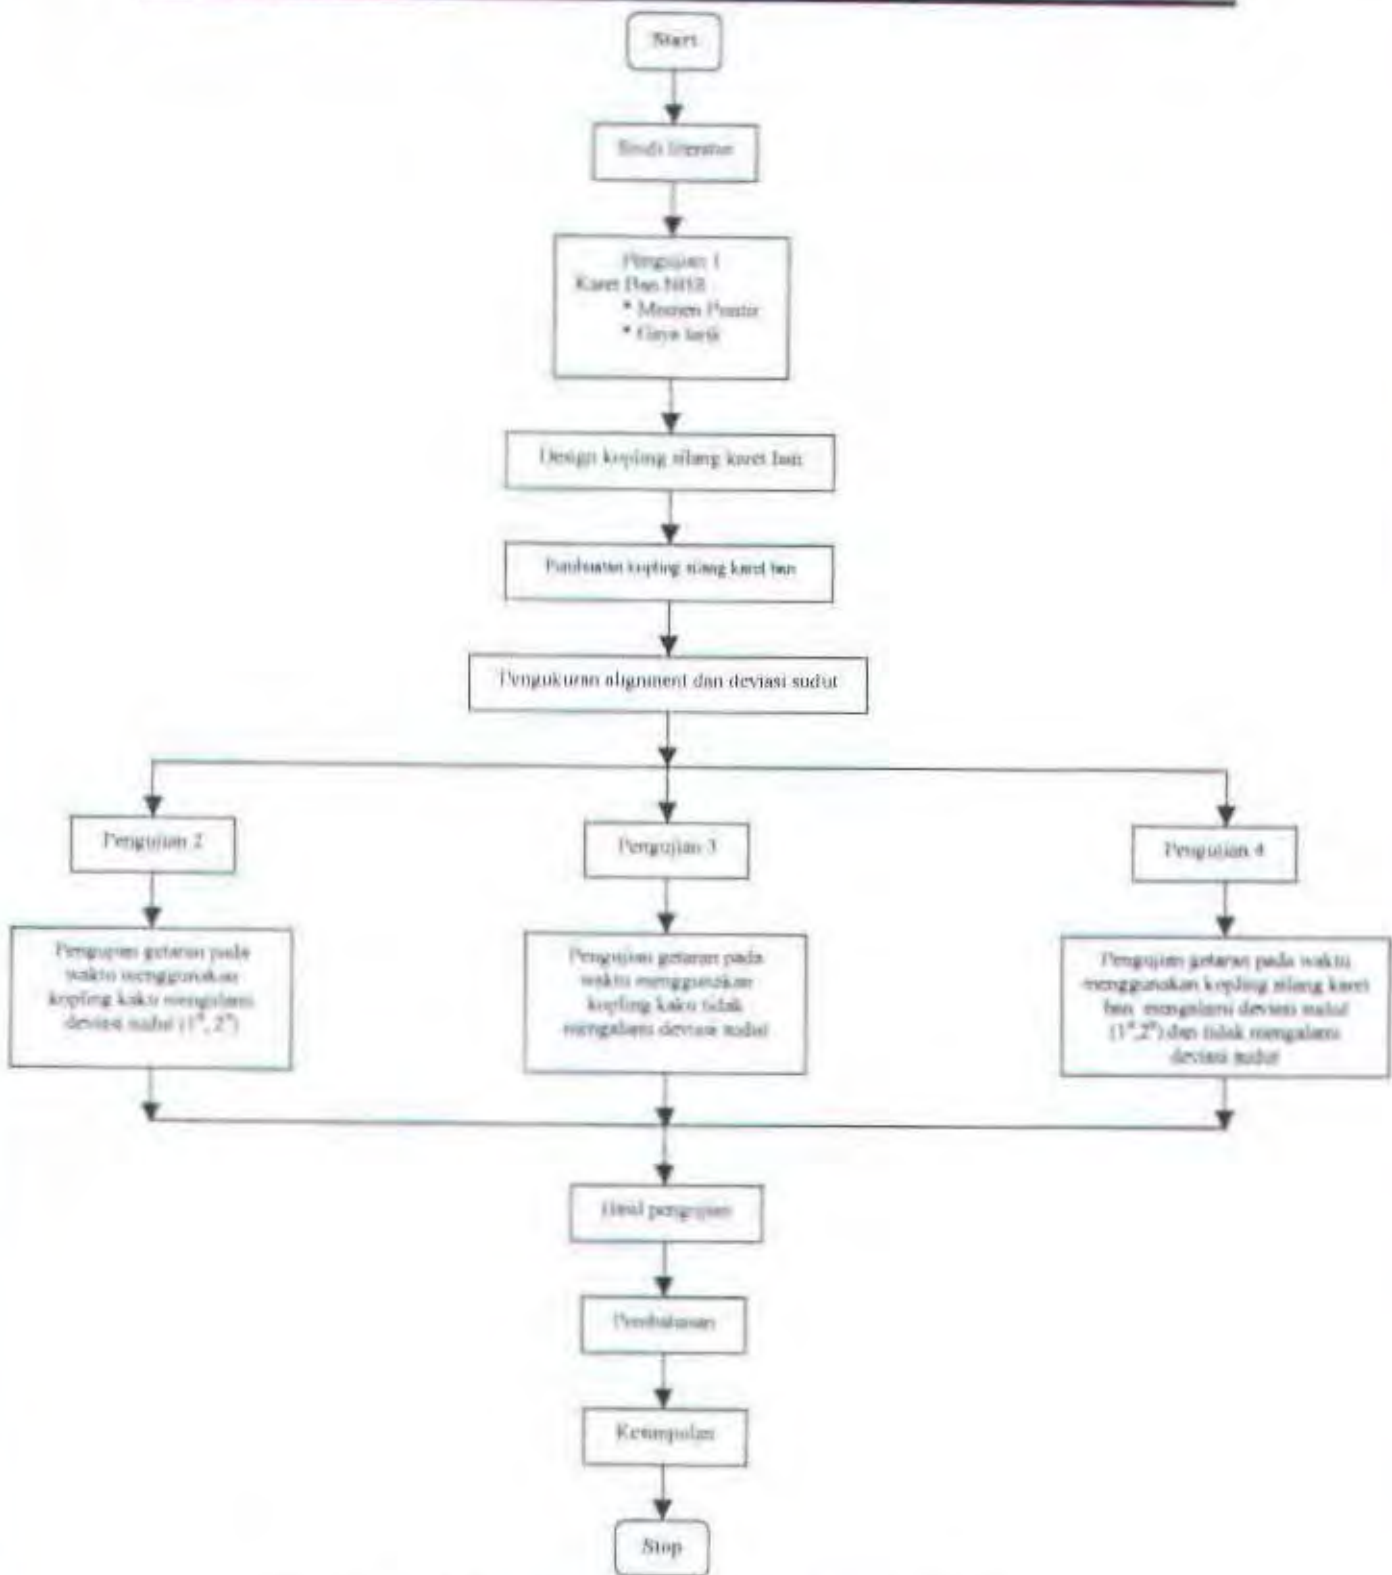 Start
Studi literatur
Pengujian 1
Karet Ban
* Momen Puntir
* Gaya tarik
Design kopling silang karet ban
Pembuatan kopling silang karet ban
Pengukuran alignment dan deviasi sudut
Pengujian 2
Pengujian 3
Pengujian 4
Pengujian getaran pada
waktu menggunakan
kopling kaku mengalami
deviasi sudut (1°, 2°)
Pengujian getaran pada
waktu menggunakan
kopling kaku tidak
mengalami deviasi sudut
Pengujian getaran pada waktu
menggunakan kopling silang karet
ban mengalami deviasi sudut
(1°,2°) dan tidak mengalami
deviasi sudut
Hasil pengujian
Pembahasan
Kesimpulan
Stop